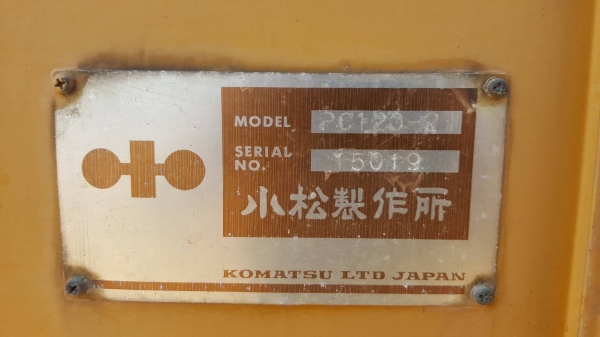 MODEL PC120-2
SERIAL
NO. 15019
小松製作所
KOMATSU LTD JAPAN